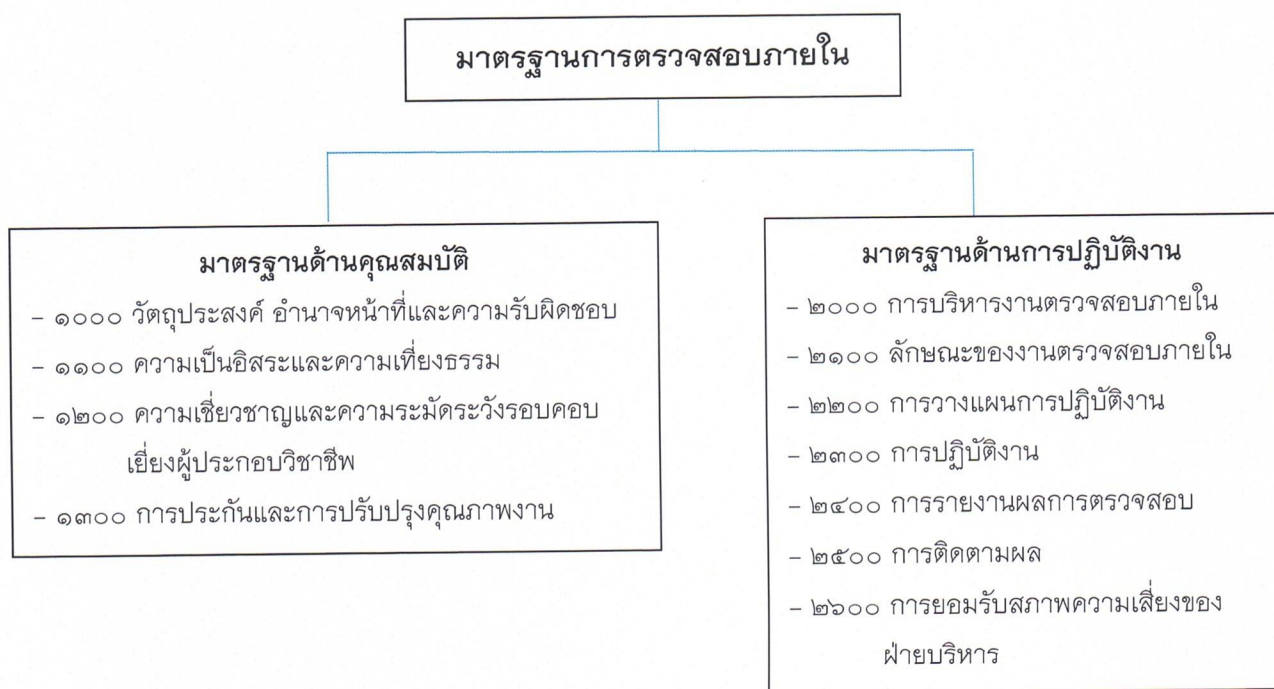 มาตรฐานการตรวจสอบภายใน
มาตรฐานด้านคุณสมบัติ
– ๑๐๐๐ วัตถุประสงค์ อำนาจหน้าที่และความรับผิดชอบ
– ๑๑๐๐ ความเป็นอิสระและความเที่ยงธรรม
– ๑๒๐๐ ความเชี่ยวชาญและความระมัดระวังรอบคอบ
เยี่ยงผู้ประกอบวิชาชีพ
– ๑๓๐๐ การประกันและการปรับปรุงคุณภาพงาน
มาตรฐานด้านการปฏิบัติงาน
– ๒๐๐๐ การบริหารงานตรวจสอบภายใน
– ๒๑๐๐ ลักษณะของงานตรวจสอบภายใน
– ๒๒๐๐ การวางแผนการปฏิบัติงาน
– ๒๓๐๐ การปฏิบัติงาน
– ๒๔๐๐ การรายงานผลการตรวจสอบ
– ๒๕๐๐ การติดตามผล
– ๒๖๐๐ การยอมรับสภาพความเสี่ยงของ
ฝ่ายบริหาร